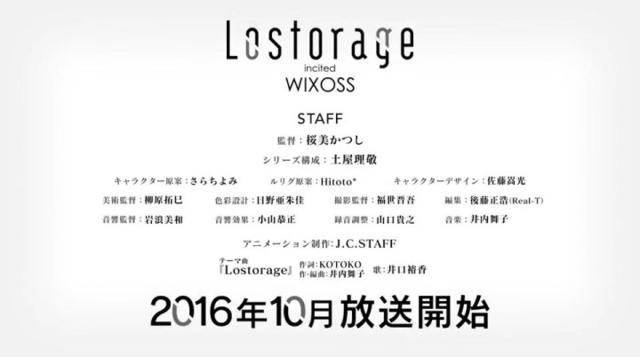 Lostorage
incited
WIXOSS
STAFF
監督：桜美かつし
シリーズ構成：土屋理敬
キャラクター原案：さらちよみ　ルリグ原案：Hitoto*　キャラクターデザイン：佐藤嵩光
美術監督：柳原拓巳　色彩設計：日野亜朱佳　撮影監督：福世晋吾　編集：後藤正浩(Real-T)
音響監督：岩浪美和　音響効果：小山恭正　録音調整：山口貴之　音楽：井内舞子
アニメーション制作：J.C.STAFF
テーマ曲
『Lostorage』　作詞：KOTOKO　作・編曲：井内舞子　歌：井口裕香
2016年10月放送開始